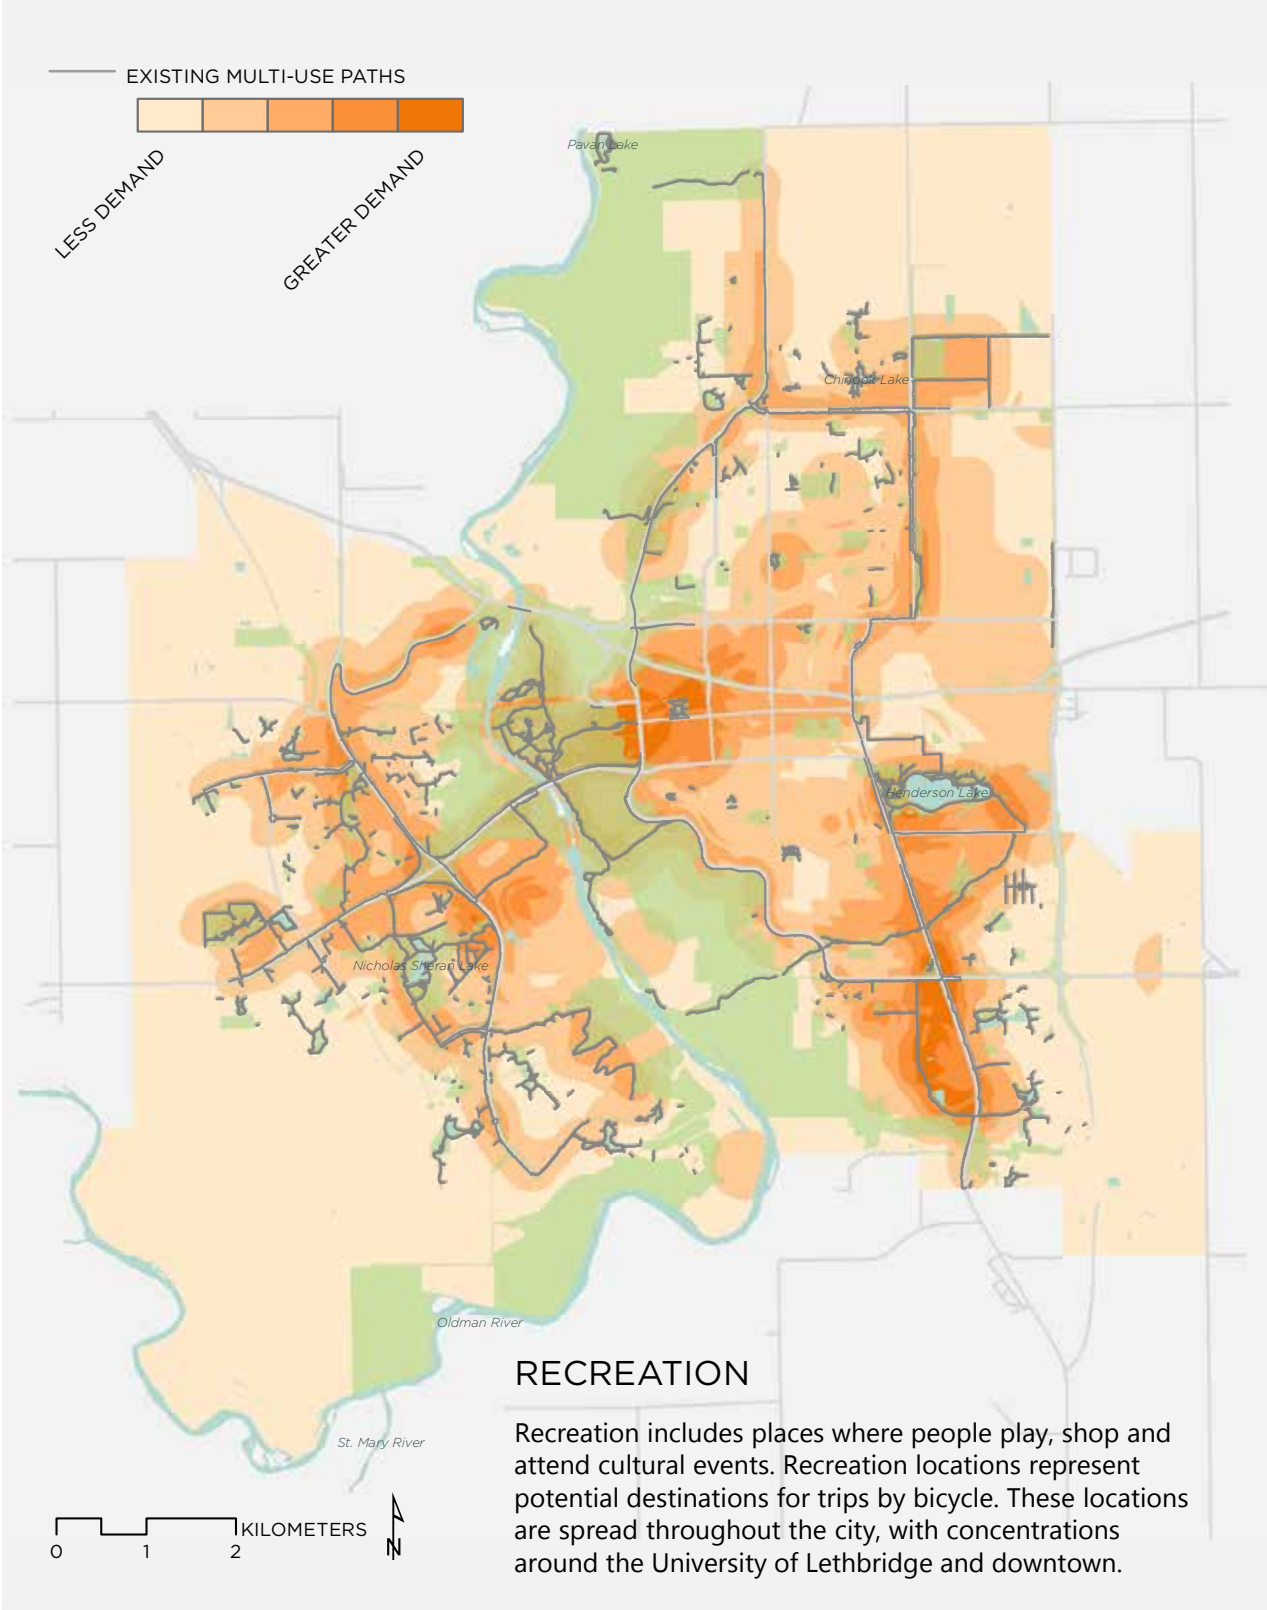 EXISTING MULTI-USE PATHS
LESS DEMAND
GREATER DEMAND
Pavan Lake
Chinook Lake
Henderson Lake
Nicholas Sheran Lake
Oldman River
St. Mary River
RECREATION
Recreation includes places where people play, shop and
attend cultural events. Recreation locations represent
potential destinations for trips by bicycle. These locations
are spread throughout the city, with concentrations
around the University of Lethbridge and downtown.
KILOMETERS
0 1 2
N